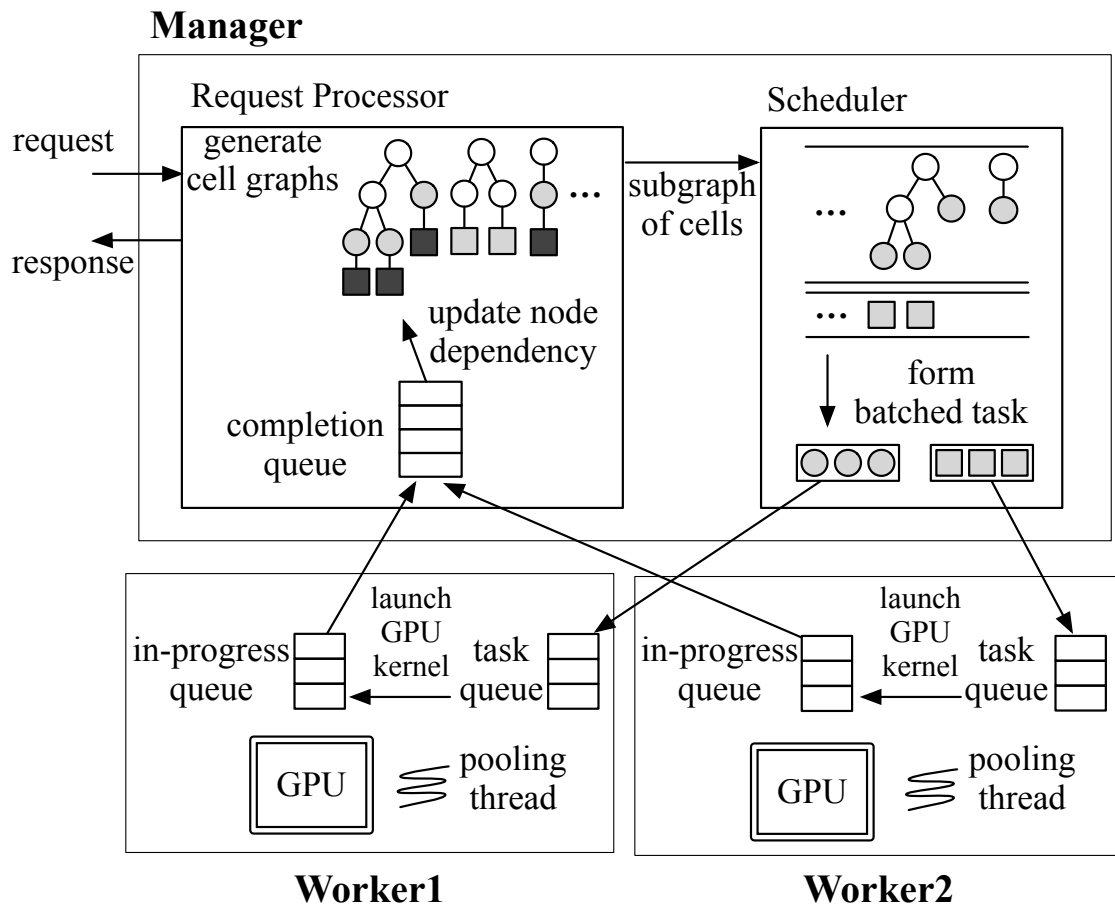 Manager
Request Processor
Scheduler
request
response
generate
cell graphs
...
subgraph
of cells
...
...
update node
dependency
completion
queue
form
batched task
in-progress
queue
launch
GPU
kernel
task
queue
GPU
pooling
thread
Worker1
in-progress
queue
launch
GPU
kernel
task
queue
GPU
pooling
thread
Worker2